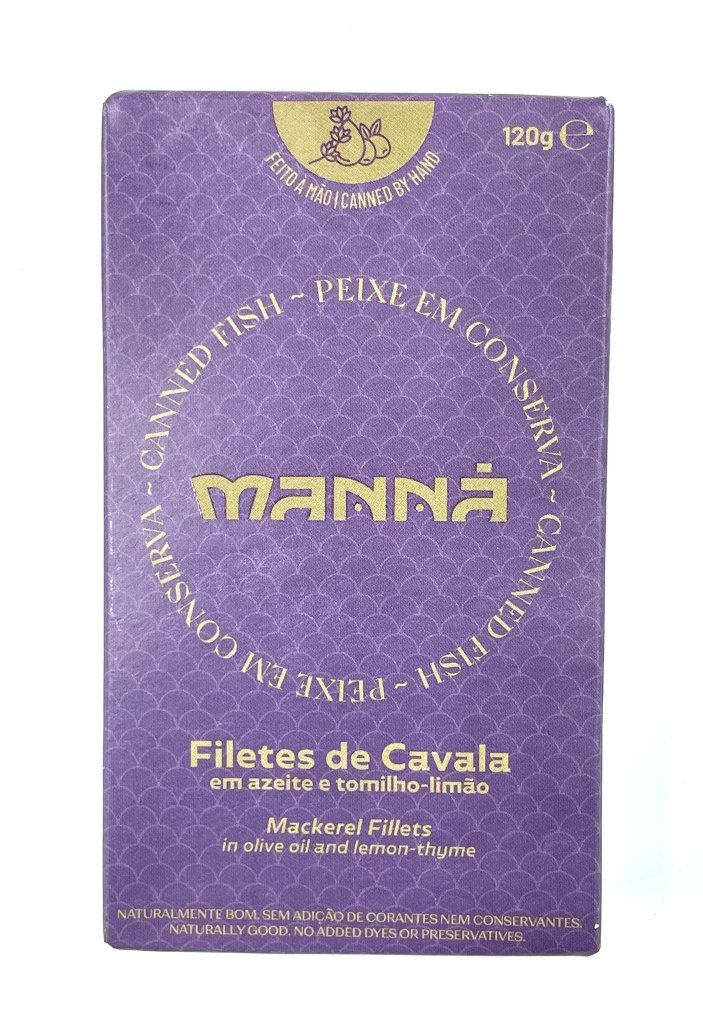 120g ℮
FEITO À MÃO | CANNED BY HAND
PEIXE EM CONSERVA ~ CANNED FISH ~ PEIXE EM CONSERVA ~ CANNED FISH ~
MANNÁ
Filetes de Cavala
em azeite e tomilho-limão
Mackerel Fillets
in olive oil and lemon-thyme
NATURALMENTE BOM. SEM ADIÇÃO DE CORANTES NEM CONSERVANTES.
NATURALLY GOOD. NO ADDED DYES OR PRESERVATIVES.